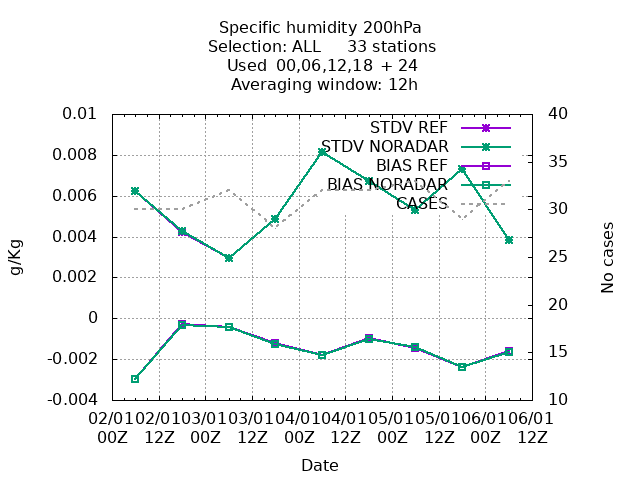 Specific humidity 200hPa
Selection: ALL 33 stations
Used 00,06,12,18 + 24
Averaging window: 12h
STDV REF
STDV NORADAR
BIAS REF
BIAS NORADAR
CASES
0.01
0.008
0.006
0.004
0.002
0
-0.002
-0.004
g/Kg
40
35
30
25
20
15
10
No cases
02/01 02/01 03/01 03/01 04/01 04/01 05/01 05/01 06/01 06/01
00Z 12Z 00Z 12Z 00Z 12Z 00Z 12Z 00Z 12Z
Date